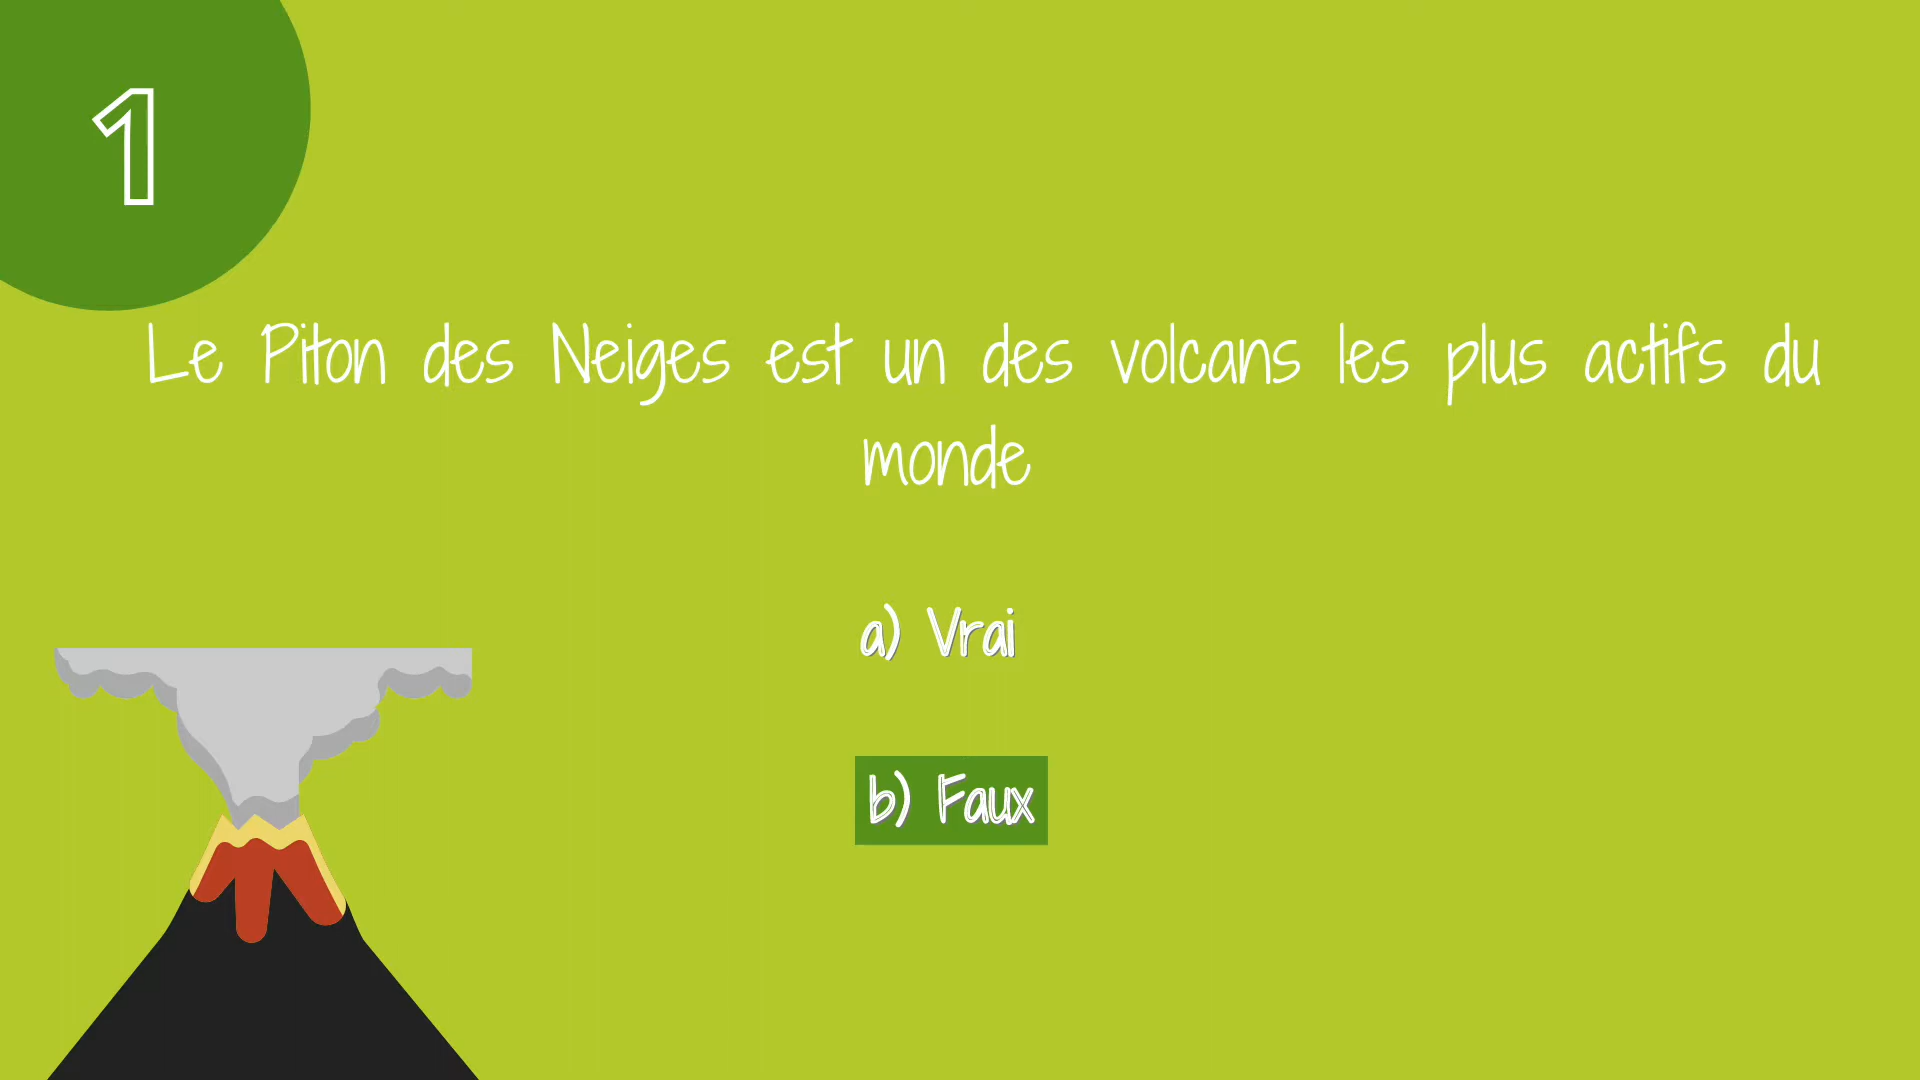 1
Le Piton des Neiges est un des volcans les plus actifs du
monde
a) Vrai
b) Faux